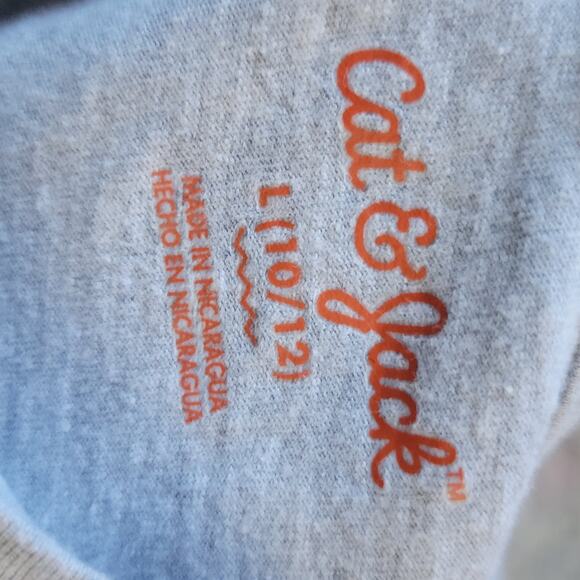 Cat & Jack™
L (10/12)
MADE IN NICARAGUA
HECHO EN NICARAGUA